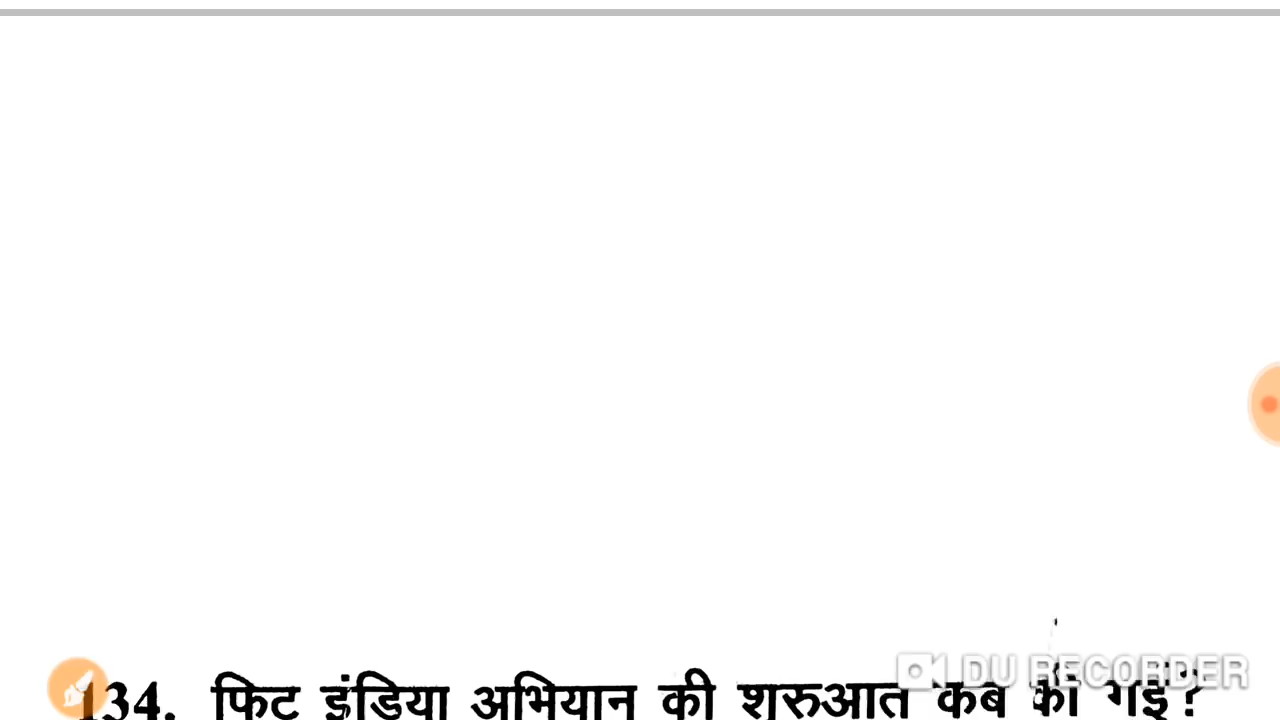 134. फिट इंडिया अभियान की शुरुआत कब की गई?
DU RECORDER